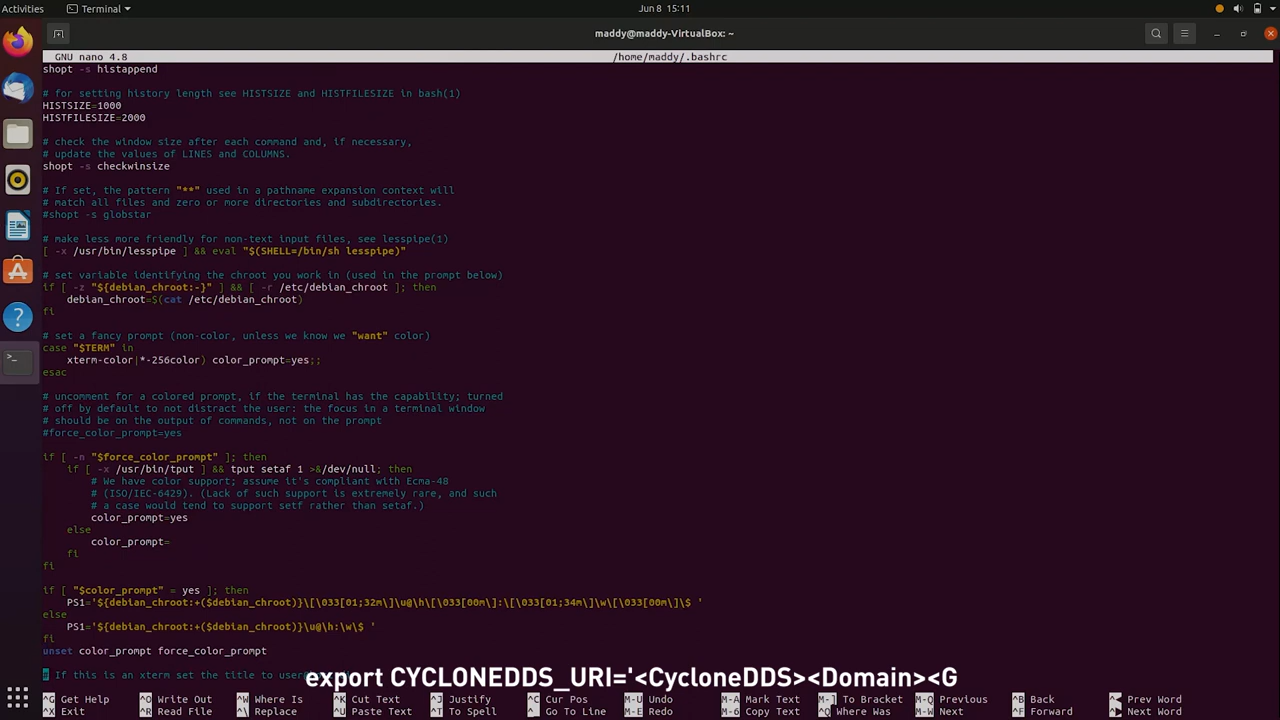 Activities
Terminal
Jun 8 15:11
maddy@maddy-VirtualBox: ~
GNU nano 4.8
/home/maddy/.bashrc
shopt -s histappend
# for setting history length see HISTSIZE and HISTFILESIZE in bash(1)
HISTSIZE=1000
HISTFILESIZE=2000
# check the window size after each command and, if necessary,
# update the values of LINES and COLUMNS.
shopt -s checkwinsize
# If set, the pattern "**" used in a pathname expansion context will
# match all files and zero or more directories and subdirectories.
#shopt -s globstar
# make less more friendly for non-text input files, see lesspipe(1)
[ -x /usr/bin/lesspipe ] && eval "$(SHELL=/bin/sh lesspipe)"
# set variable identifying the chroot you work in (used in the prompt below)
if [ -z "${debian_chroot:-}" ] && [ -r /etc/debian_chroot ]; then
debian_chroot=$(cat /etc/debian_chroot)
fi
# set a fancy prompt (non-color, unless we know we "want" color)
case "$TERM" in
xterm-color|*-256color) color_prompt=yes;;
esac
# uncomment for a colored prompt, if the terminal has the capability; turned
# off by default to not distract the user: the focus in a terminal window
# should be on the output of commands, not on the prompt
#force_color_prompt=yes
if [ -n "$force_color_prompt" ]; then
if [ -x /usr/bin/tput ] && tput setaf 1 >&/dev/null; then
# We have color support; assume it's compliant with Ecma-48
# (ISO/IEC-6429). (Lack of such support is extremely rare, and such
# a case would tend to support setf rather than setaf.)
color_prompt=yes
else
color_prompt=
fi
fi
if [ "$color_prompt" = yes ]; then
PS1='${debian_chroot:+($debian_chroot)}\[\033[01;32m\]\u@\h\[\033[00m\]:\[\033[01;34m\]\w\[\033[00m\]\$ '
else
PS1='${debian_chroot:+($debian_chroot)}\u@\h:\w\$ '
fi
unset color_prompt force_color_prompt
# If this is an xterm set the title to
export CYCLONEDDS_URI='<CycloneDDS><Domain><G
^G Get Help ^O Write Out ^W Where Is ^K Cut Text ^J Justify ^C Cur Pos M-U Undo M-A Mark Text M-] To Bracket M-Q Previous ^B Back ^◀ Prev Word
^X Exit ^R Read File ^\ Replace ^U Paste Text ^T To Spell ^_ Go To Line M-E Redo M-6 Copy Text ^Q Where Was M-W Next ^F Forward ^▶ Next Word